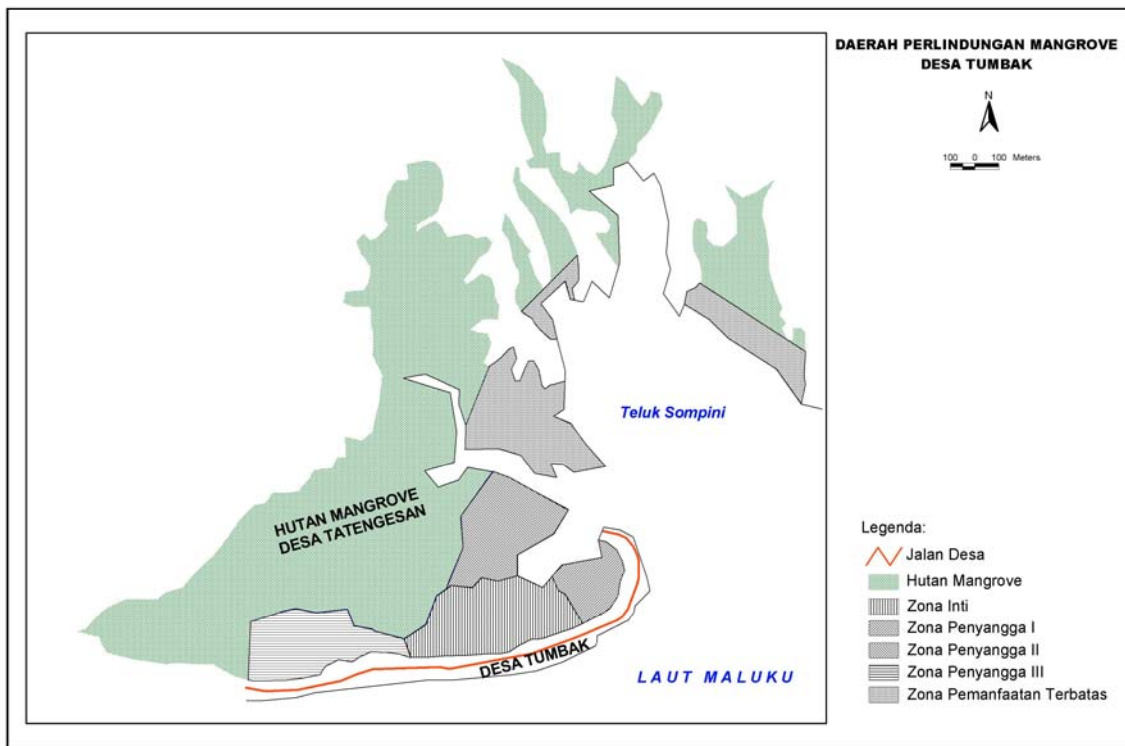 DAERAH PERLINDUNGAN MANGROVE
DESA TUMBAK
N
100 0 100 Meters
Teluk Sompini
HUTAN MANGROVE
DESA TATENGESAN
DESA TUMBAK
LAUT MALUKU
Legenda:
Jalan Desa
Hutan Mangrove
Zona Inti
Zona Penyangga I
Zona Penyangga II
Zona Penyangga III
Zona Pemanfaatan Terbatas